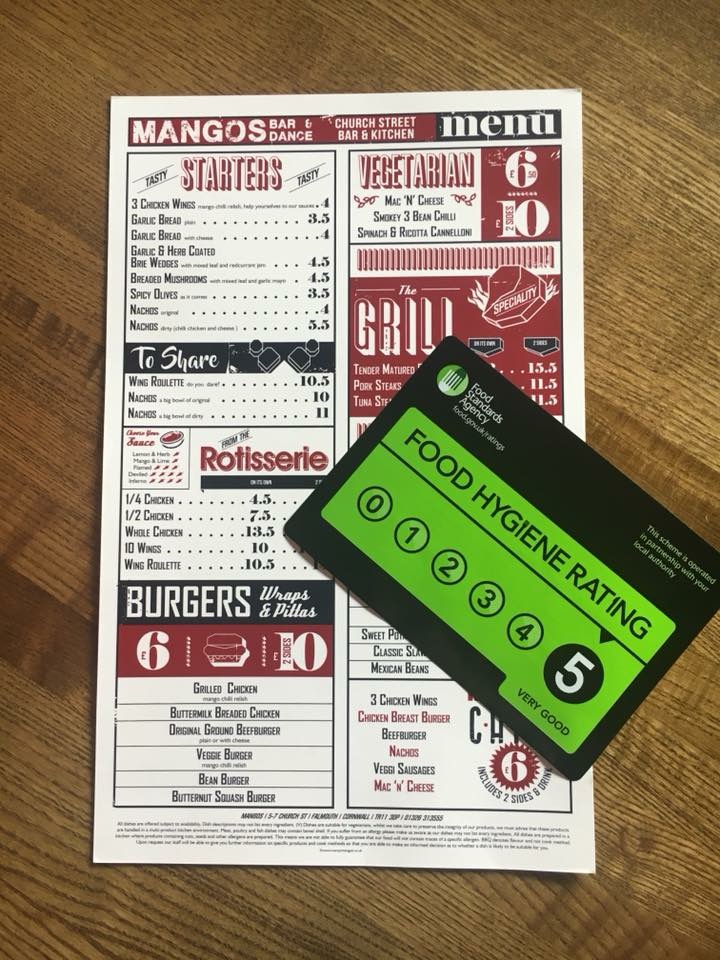 MANGOS BAR & DANCE CHURCH STREET BAR & KITCHEN menu
TASTY STARTERS TASTY
3 CHICKEN WINGS mango chilli relish, help yourselves to our sauces . 4
GARLIC BREAD plain . . . . . . . . . . 3.5
GARLIC BREAD with cheese . . . . . . . . . 4
GARLIC & HERB COATED
BRIE WEDGES with mixed leaf and redcurrant jam . . . . 4.5
BREADED MUSHROOMS with mixed leaf and garlic mayo . 4.5
SPICY OLIVES as it comes . . . . . . . . 3.5
NACHOS original . . . . . . . . . . 4
NACHOS dirty (chilli chicken and cheese) . . . . . 5.5
To Share
WING ROULETTE do you dare? . . . . . . . 10.5
NACHOS a big bowl of original . . . . . . . 10
NACHOS a big bowl of dirty . . . . . . . . 11
Choose Your
Sauce
Lemon & Herb
Mango & Lime
Flamed
Deviled
Inferno
FROM THE
Rotisserie
ON ITS OWN
1/4 CHICKEN . . . . . . . 4.5
1/2 CHICKEN . . . . . . . 7.5
WHOLE CHICKEN . . . . . 13.5
10 WINGS . . . . . . . . 10
WING ROULETTE . . . . . 10.5
BURGERS Wraps & Pittas
£6 £10 2 SIDES
GRILLED CHICKEN
mango chilli relish
BUTTERMILK BREADED CHICKEN
ORIGINAL GROUND BEEFBURGER
plain or with cheese
VEGGIE BURGER
mango chilli relish
BEAN BURGER
BUTTERNUT SQUASH BURGER
VEGETARIAN
£6.50
£10 2 SIDES
MAC 'N' CHEESE
SMOKEY 3 BEAN CHILLI
SPINACH & RICOTTA CANNELLONI
The
GRILL
SPECIALITY
ON ITS OWN 2 SIDES
TENDER MATURED 15.5
PORK STEAKS 11.5
TUNA 11.5
SWEET
CLASSIC
MEXICAN BEANS
3 CHICKEN WINGS
CHICKEN BREAST BURGER
BEEFBURGER
NACHOS
VEGGI SAUSAGES
MAC 'N' CHEESE
£6
INCLUDES 2 SIDES & DRINK
MANGOS / 5-7 CHURCH ST / FALMOUTH / CORNWALL / TR11 3DP / 01326 313555
Food
Standards
Agency
food.gov.uk/ratings
FOOD HYGIENE RATING
0 1 2 3 4 5
VERY GOOD
This scheme is operated
in partnership with your
local authority